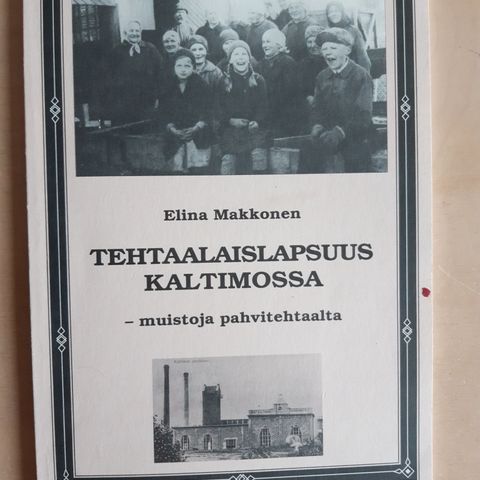 Elina Makkonen
TEHTAALAISLAPSUUS
KALTIMOSSA
– muistoja pahvitehtaalta